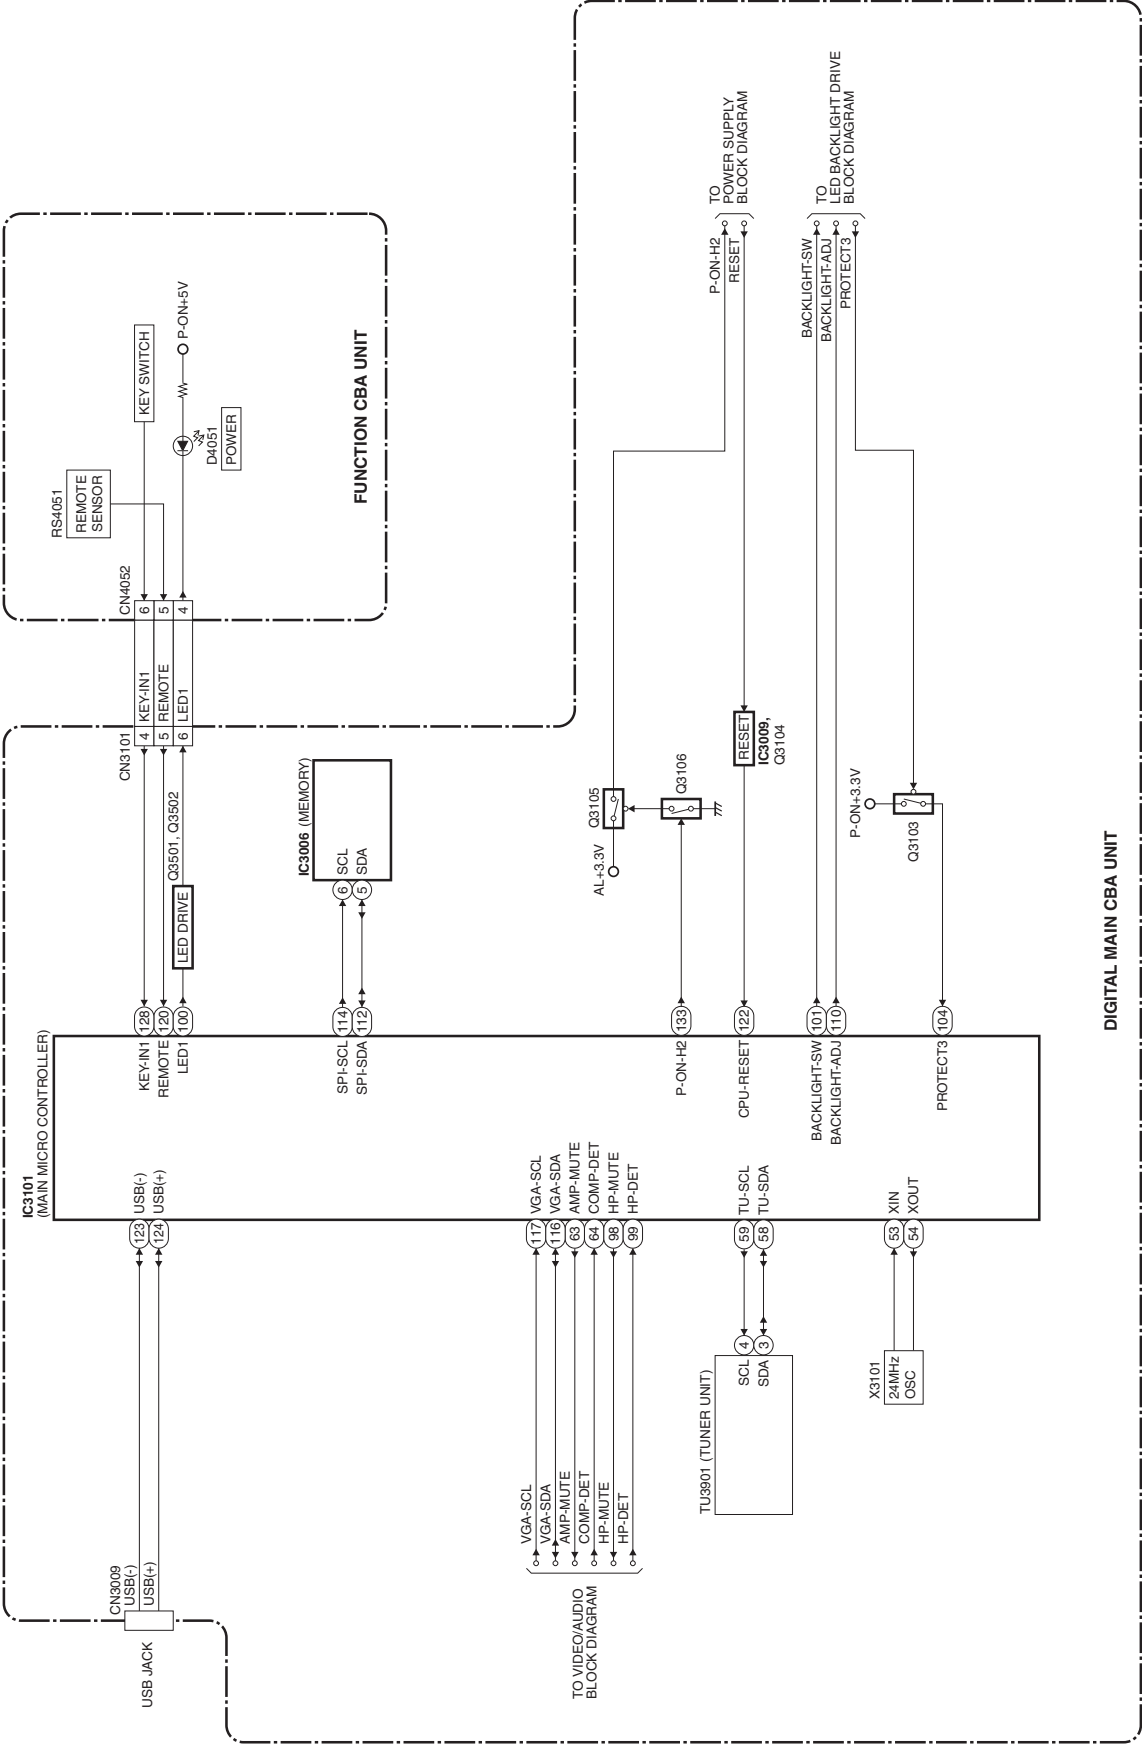 CN3009
USB(-)
USB(+)
USB JACK
IC3101
(MAIN MICRO CONTROLLER)
123
USB(-)
124
USB(+)
KEY-IN1
128
REMOTE
120
LED1
100
LED DRIVE
Q3501, Q3502
CN3101
4
KEY-IN1
5
REMOTE
6
LED1
CN4052
6
5
4
RS4051
REMOTE
SENSOR
KEY SWITCH
D4051
POWER
P-ON+5V
FUNCTION CBA UNIT
IC3006 (MEMORY)
SPI-SCL
114
6
SCL
SPI-SDA
112
5
SDA
VGA-SCL
VGA-SDA
AMP-MUTE
COMP-DET
HP-MUTE
HP-DET
TO VIDEO/AUDIO
BLOCK DIAGRAM
117
VGA-SCL
116
VGA-SDA
63
AMP-MUTE
64
COMP-DET
98
HP-MUTE
99
HP-DET
AL+3.3V
Q3105
P-ON-H2
133
Q3106
P-ON-H2
RESET
TO
POWER SUPPLY
BLOCK DIAGRAM
TU3901 (TUNER UNIT)
SCL
4
59
TU-SCL
SDA
3
58
TU-SDA
CPU-RESET
122
RESET
IC3009,
Q3104
BACKLIGHT-SW
101
BACKLIGHT-ADJ
110
BACKLIGHT-SW
BACKLIGHT-ADJ
PROTECT3
TO
LED BACKLIGHT DRIVE
BLOCK DIAGRAM
X3101
24MHz
OSC
53
XIN
54
XOUT
PROTECT3
104
P-ON+3.3V
Q3103
DIGITAL MAIN CBA UNIT